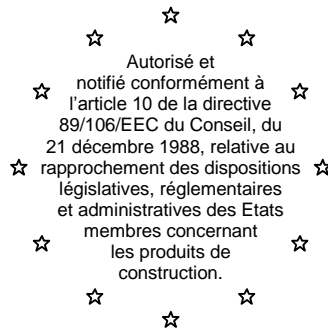 Autorisé et
notifié conformément à
l'article 10 de la directive
89/106/EEC du Conseil, du
21 décembre 1988, relative au
rapprochement des dispositions
législatives, réglementaires
et administratives des Etats
membres concernant
les produits de
construction.